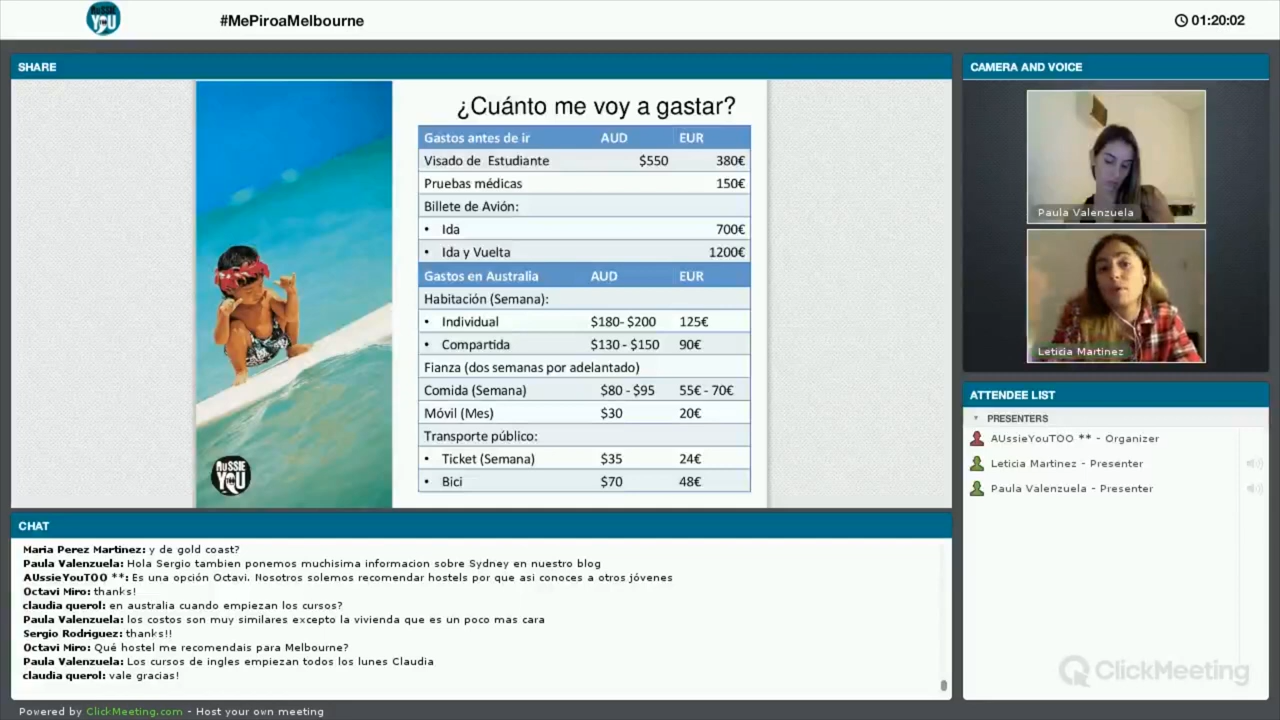 AUSSIE YOU TOO
#MePiroaMelbourne
01:20:02
SHARE
¿Cuánto me voy a gastar?
Gastos antes de ir AUD EUR
Visado de Estudiante $550 380€
Pruebas médicas 150€
Billete de Avión:
• Ida 700€
• Ida y Vuelta 1200€
Gastos en Australia AUD EUR
Habitación (Semana):
• Individual $180- $200 125€
• Compartida $130 - $150 90€
Fianza (dos semanas por adelantado)
Comida (Semana) $80 - $95 55€ - 70€
Móvil (Mes) $30 20€
Transporte público:
• Ticket (Semana) $35 24€
• Bici $70 48€
AUSSIE YOU TOO
CAMERA AND VOICE
Paula Valenzuela
Leticia Martinez
ATTENDEE LIST
PRESENTERS
AUssieYouTOO ** - Organizer
Leticia Martinez - Presenter
Paula Valenzuela - Presenter
CHAT
Maria Perez Martinez: y de gold coast?
Paula Valenzuela: Hola Sergio tambien ponemos muchisima informacion sobre Sydney en nuestro blog
AUssieYouTOO **: Es una opción Octavi. Nosotros solemos recomendar hostels por que asi conoces a otros jóvenes
Octavi Miro: thanks!
claudia querol: en australia cuando empiezan los cursos?
Paula Valenzuela: los costos son muy similares excepto la vivienda que es un poco mas cara
Sergio Rodriguez: thanks!!
Octavi Miro: Qué hostel me recomendais para Melbourne?
Paula Valenzuela: Los cursos de ingles empiezan todos los lunes Claudia
claudia querol: vale gracias!
ClickMeeting
Powered by ClickMeeting.com - Host your own meeting